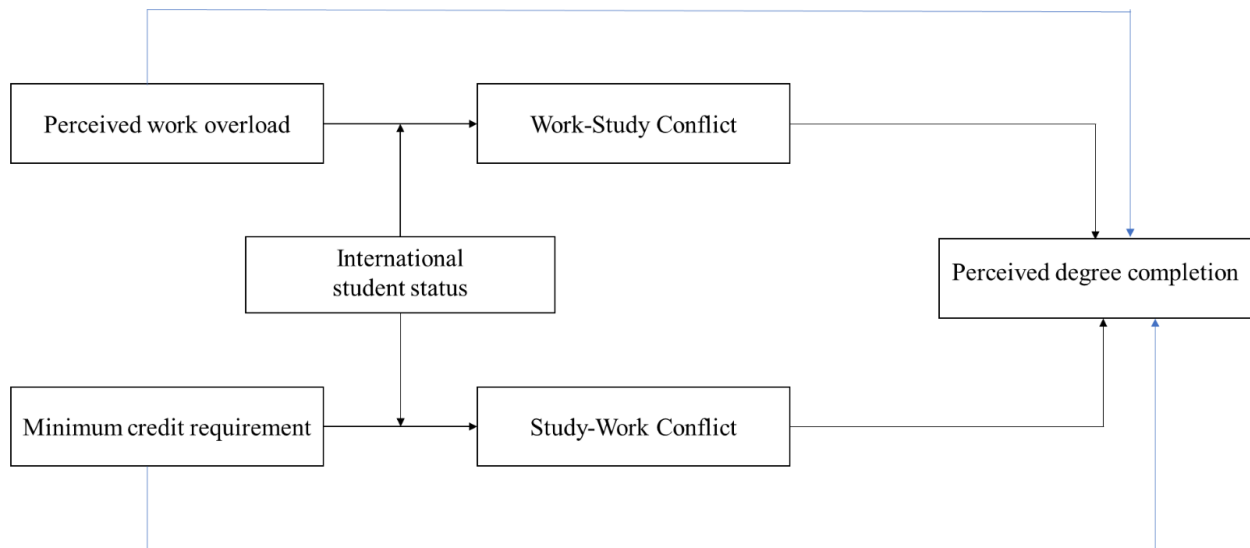 Perceived work overload
Work-Study Conflict
International
student status
Perceived degree completion
Minimum credit requirement
Study-Work Conflict